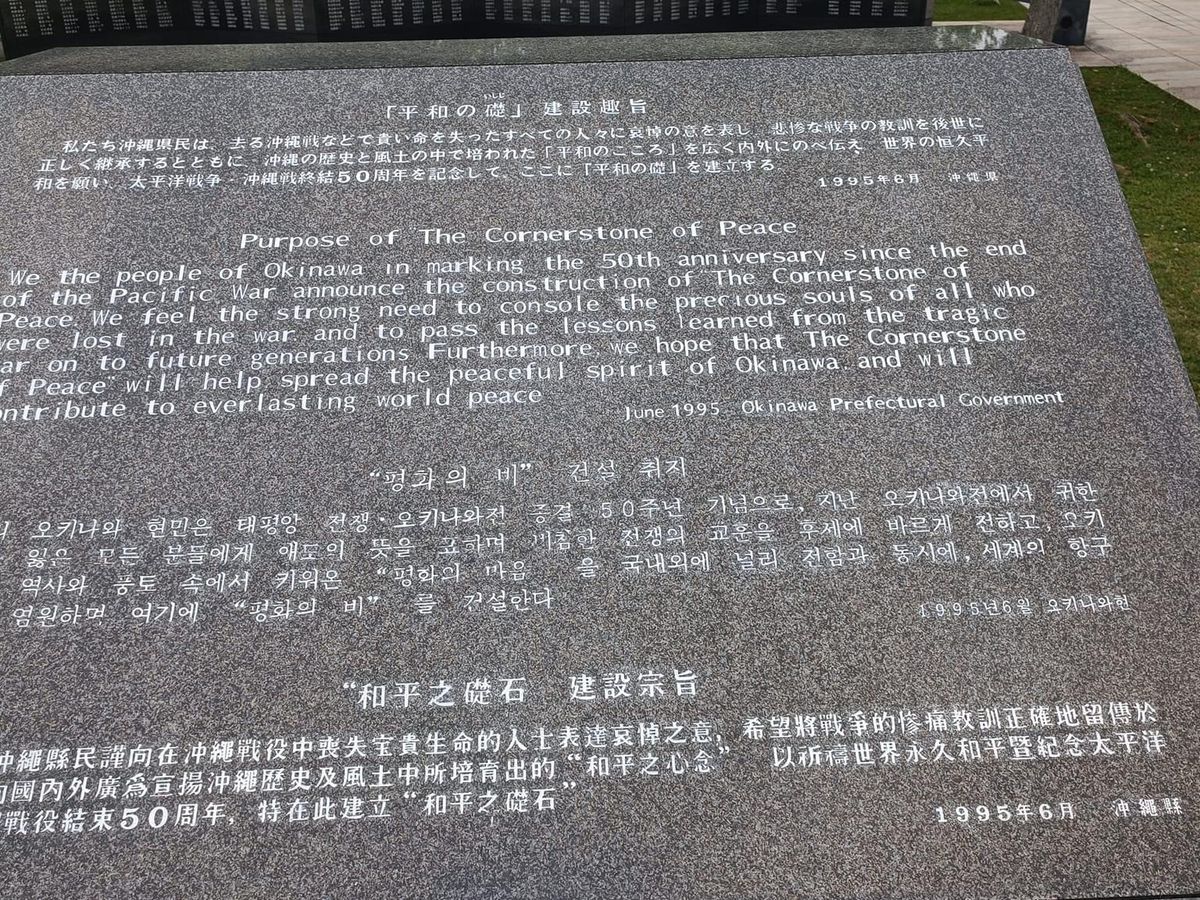 いしじ
「平和の礎」建設趣旨
私たち沖縄県民は、去る沖縄戦などで貴い命を失ったすべての人々に哀悼の意を表し、悲惨な戦争の教訓を後世に
正しく継承するとともに、沖縄の歴史と風土の中で培われた「平和のこころ」を広く内外にのべ伝え、世界の恒久平
和を願い、太平洋戦争・沖縄戦終結50周年を記念して、ここに「平和の礎」を建立する
1995年6月 沖縄県
Purpose of The Cornerstone of Peace
We the people of Okinawa in marking the 50th anniversary since the end
of the Pacific War announce the construction of "The Cornerstone of
Peace. We feel the strong need to console the precious souls of all who
were lost in the war and to pass the lessons learned from the tragic
ar on to future generations Furthermore, we hope that The Cornerstone
f Peace" will help spread the peaceful spirit of Okinawa, and will
ontribute to everlasting world peace
June 1995 Okinawa Prefectural Government
“평화의 비” 건설 취지
오키나와 현민은 태평양 전쟁·오키나와전 종결 50주년 기념으로, 지난 오키나와전에서 귀한
잃은 모든 분들에게 애도의 뜻을 표하며 비참한 전쟁의 교훈을 후세에 바르게 전하고, 오키
역사와 풍토 속에서 키워온 “평화의 마음 을 국내외에 널리 전함과 동시에, 세계의 항구
염원하며 여기에 “평화의 비” 를 건설한다
1995년6월 오키나와현
“和平之礎石 建設宗旨
沖繩縣民謹向在沖繩戰役中喪失宝貴生命的人士表達哀悼之意，希望將戰爭的慘痛教訓正確地留傳於
向國內外廣爲宣揚沖繩歷史及風土中所培育出的“和平之心念” 以祈禱世界永久和平暨紀念太平洋
戰役結束50周年，特在此建立“和平之礎石”
1995年6月 沖繩縣